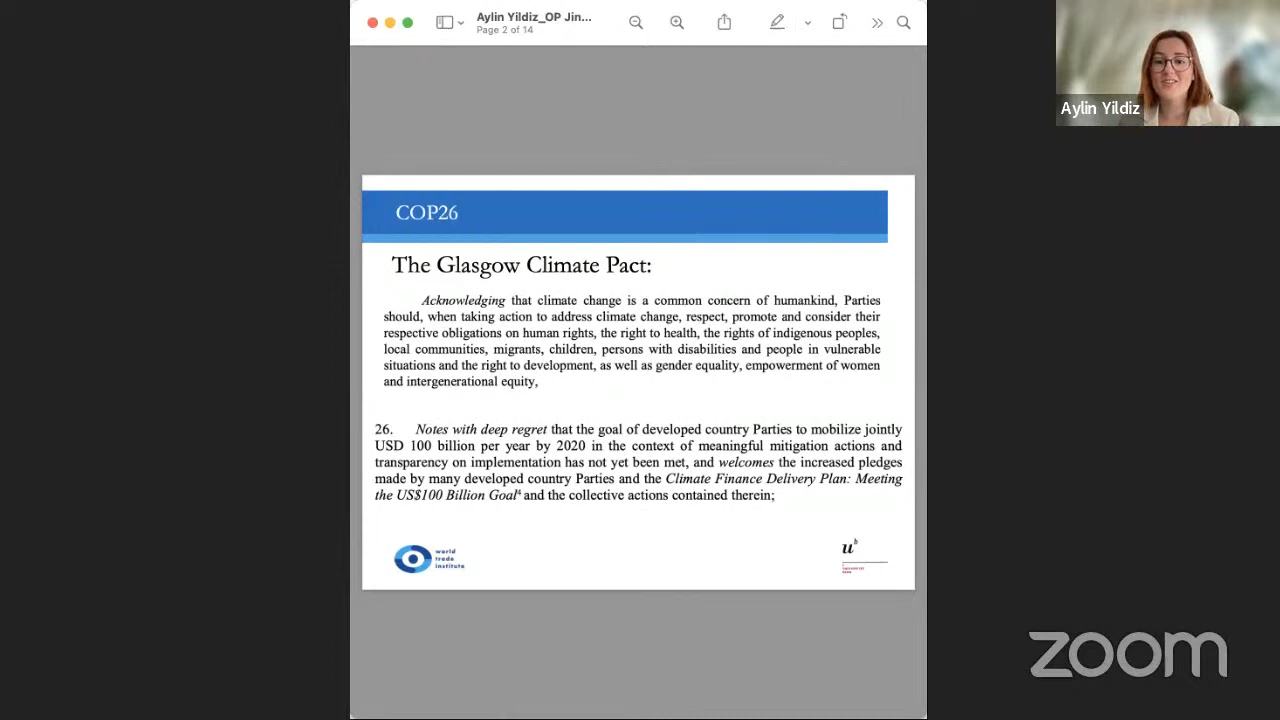 Aylin Yildiz_OP Jin...
Page 2 of 14
Aylin Yildiz
COP26
The Glasgow Climate Pact:
Acknowledging that climate change is a common concern of humankind, Parties
should, when taking action to address climate change, respect, promote and consider their
respective obligations on human rights, the right to health, the rights of indigenous peoples,
local communities, migrants, children, persons with disabilities and people in vulnerable
situations and the right to development, as well as gender equality, empowerment of women
and intergenerational equity,
26. Notes with deep regret that the goal of developed country Parties to mobilize jointly
USD 100 billion per year by 2020 in the context of meaningful mitigation actions and
transparency on implementation has not yet been met, and welcomes the increased pledges
made by many developed country Parties and the Climate Finance Delivery Plan: Meeting
the US$100 Billion Goal⁴ and the collective actions contained therein;
world
trade
institute
u^b
zoom